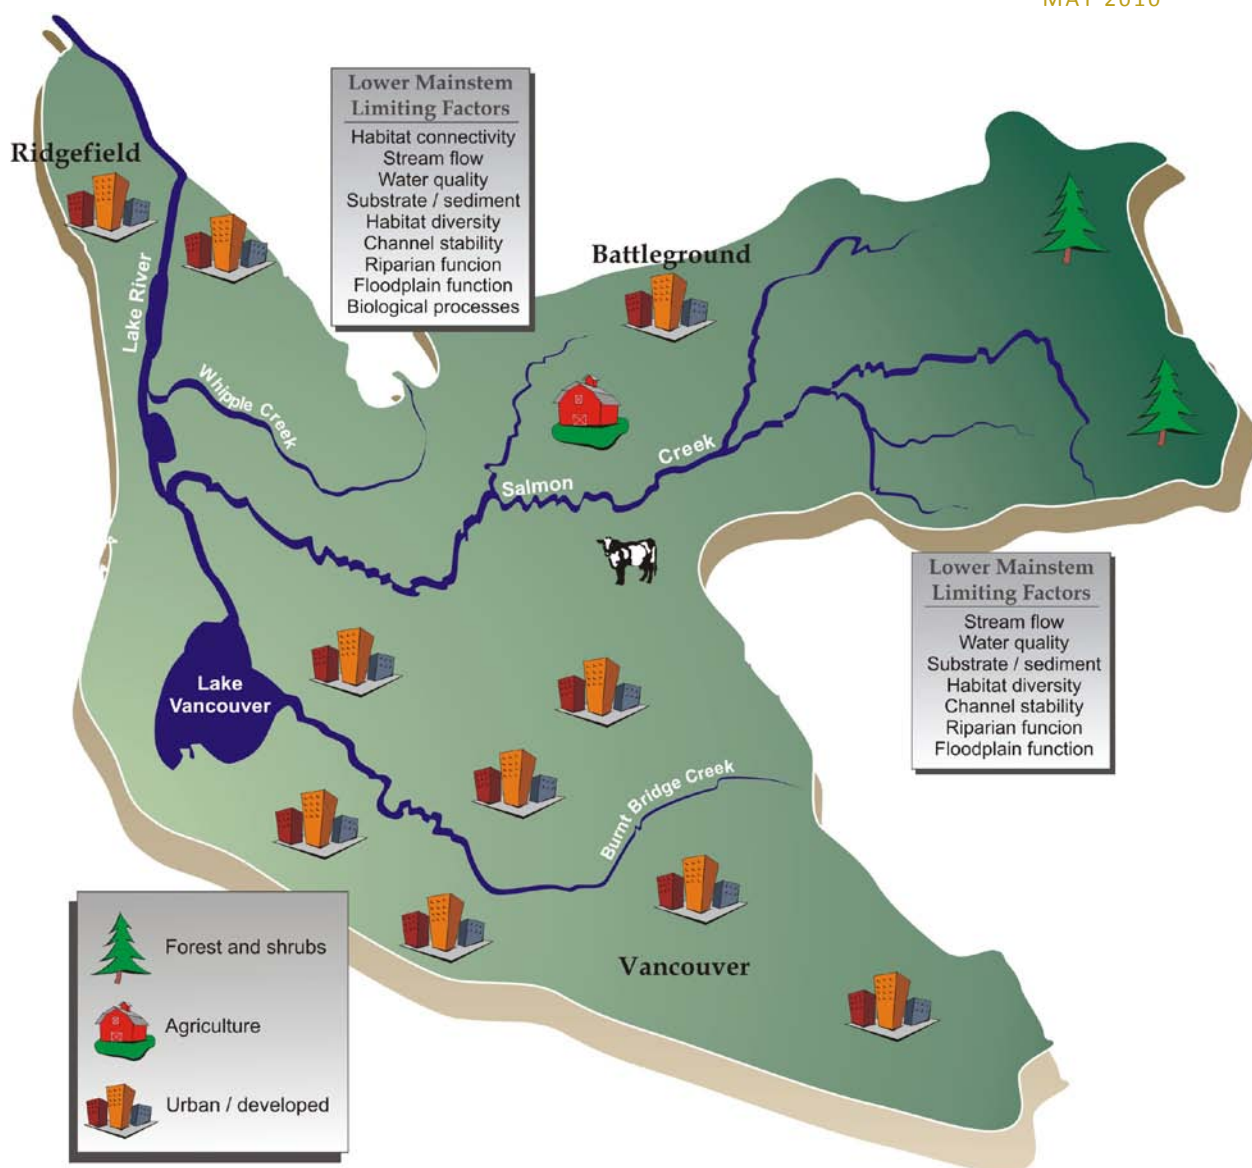 MAY 2010
Lower Mainstem
Limiting Factors
Habitat connectivity
Stream flow
Water quality
Substrate / sediment
Habitat diversity
Channel stability
Riparian funcion
Floodplain function
Biological processes
Ridgefield
Battleground
Lake River
Whipple Creek
Salmon
Creek
Lower Mainstem
Limiting Factors
Stream flow
Water quality
Substrate / sediment
Habitat diversity
Channel stability
Riparian funcion
Floodplain function
Lake
Vancouver
Burnt Bridge Creek
Vancouver
Forest and shrubs
Agriculture
Urban / developed